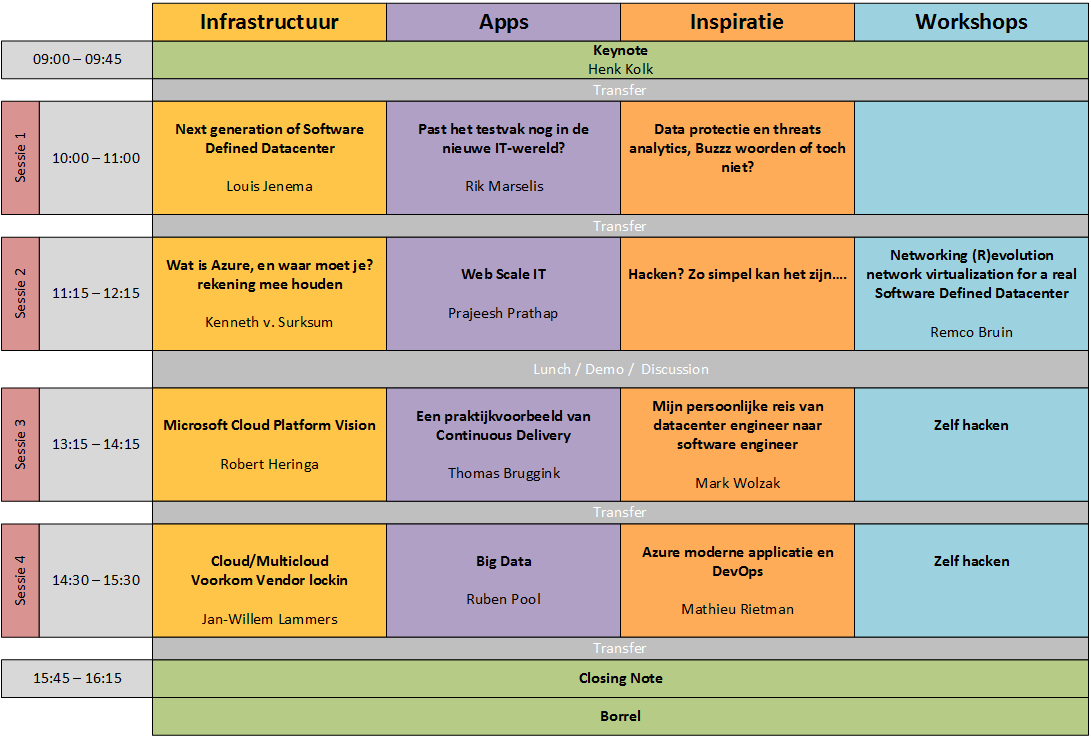 Infrastructuur
Apps
Inspiratie
Workshops
09:00 – 09:45
Keynote
Henk Kolk
Transfer
Sessie 1
10:00 – 11:00
Next generation of Software
Defined Datacenter
Louis Jenema
Past het testvak nog in de
nieuwe IT-wereld?
Rik Marselis
Data protectie en threats
analytics, Buzzz woorden of toch
niet?
Transfer
Sessie 2
11:15 – 12:15
Wat is Azure, en waar moet je?
rekening mee houden
Kenneth v. Surksum
Web Scale IT
Prajeesh Prathap
Hacken? Zo simpel kan het zijn....
Networking (R)evolution
network virtualization for a real
Software Defined Datacenter
Remco Bruin
Lunch / Demo / Discussion
Sessie 3
13:15 – 14:15
Microsoft Cloud Platform Vision
Robert Heringa
Een praktijkvoorbeeld van
Continuous Delivery
Thomas Bruggink
Mijn persoonlijke reis van
datacenter engineer naar
software engineer
Mark Wolzak
Zelf hacken
Transfer
Sessie 4
14:30 – 15:30
Cloud/Multicloud
Voorkom Vendor lockin
Jan-Willem Lammers
Big Data
Ruben Pool
Azure moderne applicatie en
DevOps
Mathieu Rietman
Zelf hacken
Transfer
15:45 – 16:15
Closing Note
Borrel